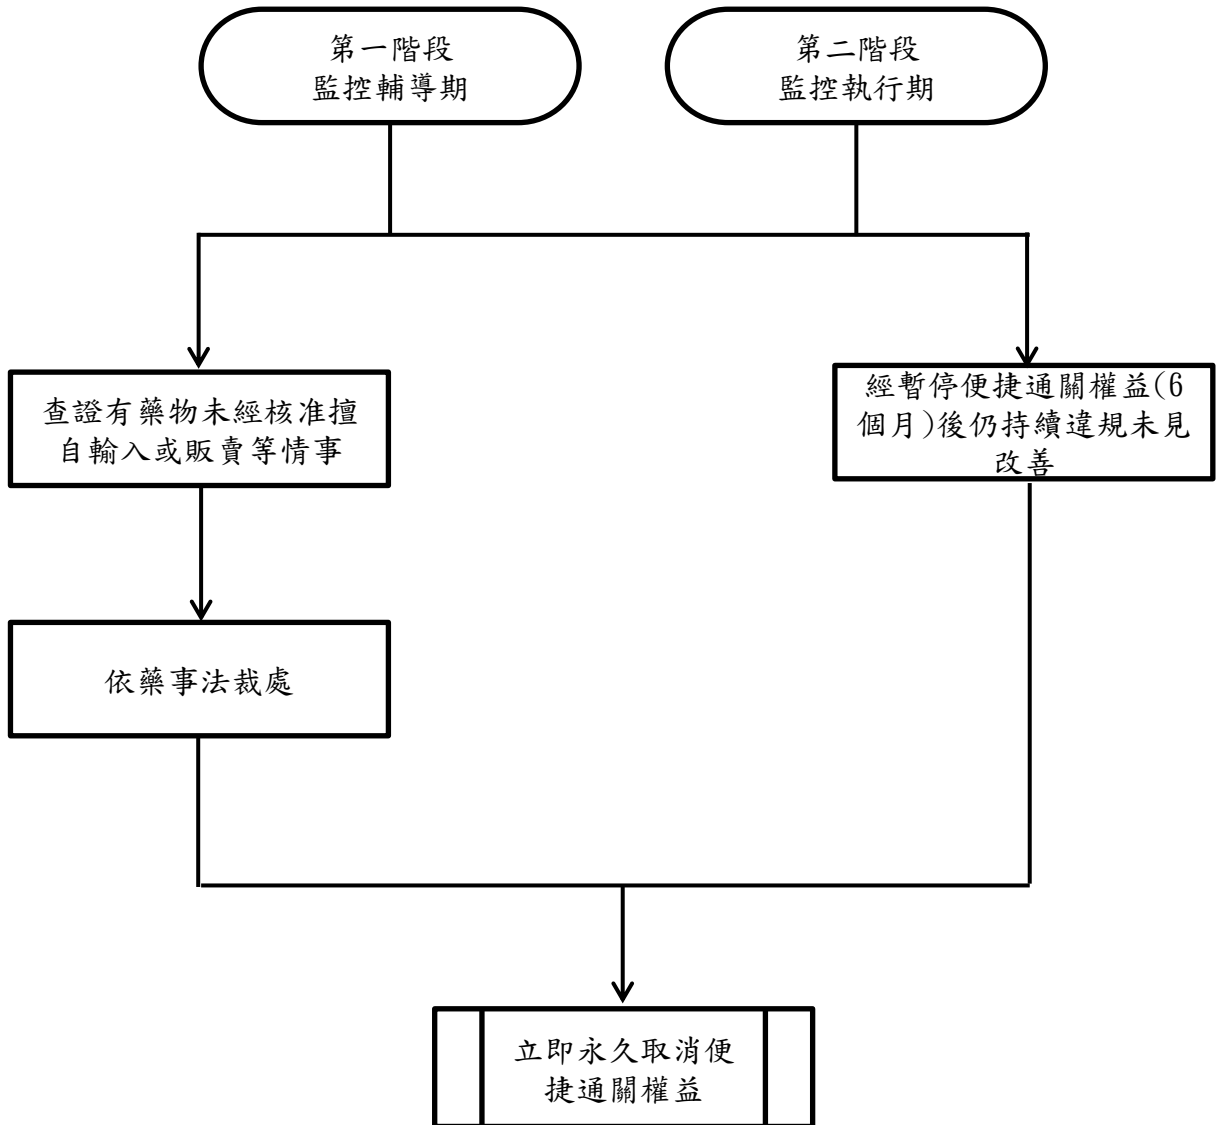 第一階段
監控輔導期
第二階段
監控執行期
查證有藥物未經核准擅
自輸入或販賣等情事
經暫停便捷通關權益(6
個月)後仍持續違規未見
改善
依藥事法裁處
立即永久取消便
捷通關權益